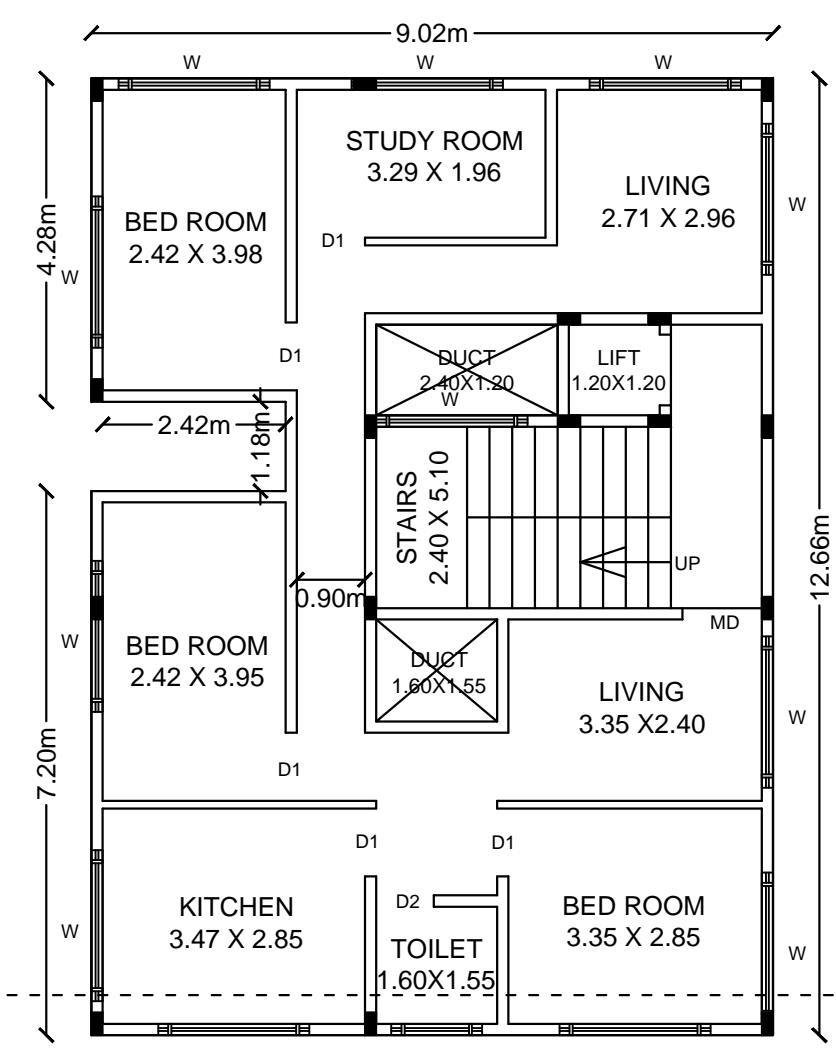 9.02m
W
W
W
STUDY ROOM
3.29 X 1.96
LIVING
2.71 X 2.96
BED ROOM
2.42 X 3.98
W
4.28m
W
D1
D1
DUCT
2.40X1.20
W
LIFT
1.20X1.20
2.42m
1.18m
STAIRS
2.40 X 5.10
UP
12.66m
0.90m
MD
BED ROOM
2.42 X 3.95
W
DUCT
1.60X1.55
LIVING
3.35 X2.40
W
7.20m
D1
D1
D1
KITCHEN
3.47 X 2.85
W
D2
BED ROOM
3.35 X 2.85
TOILET
1.60X1.55
W